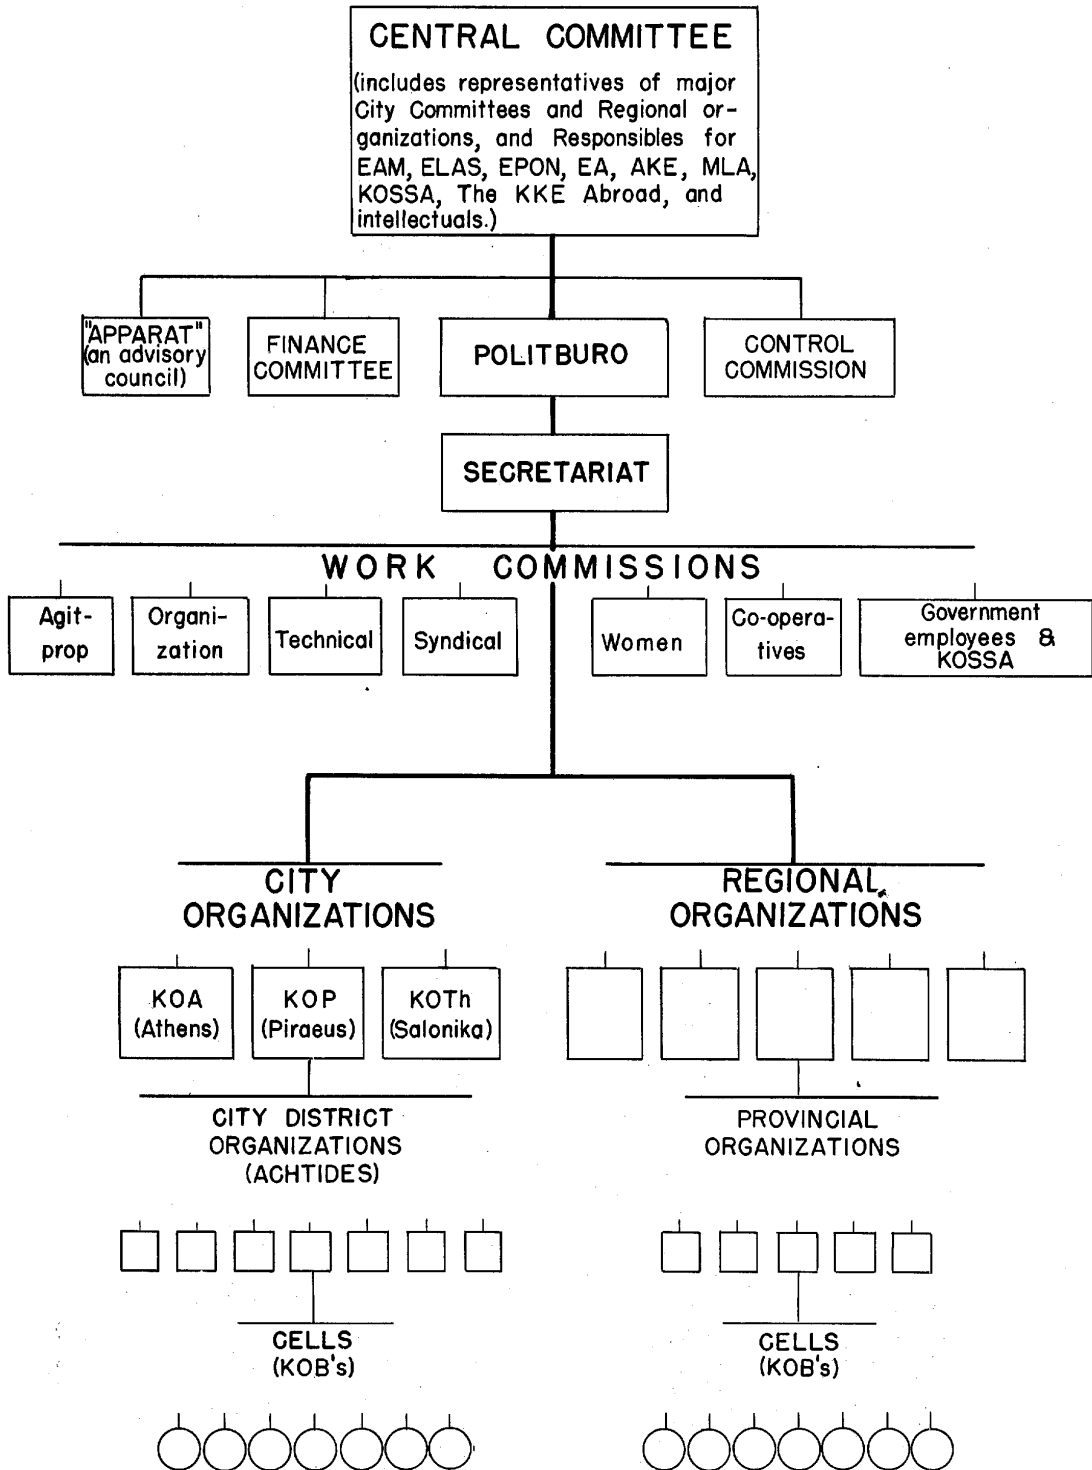 CENTRAL COMMITTEE
(includes representatives of major
City Committees and Regional or-
ganizations, and Responsibles for
EAM, ELAS, EPON, EA, AKE, MLA,
KOSSA, The KKE Abroad, and
intellectuals.)
"APPARAT"
(an advisory
council)
FINANCE
COMMITTEE
POLITBURO
CONTROL
COMMISSION
SECRETARIAT
WORK COMMISSIONS
Agit-
prop
Organi-
zation
Technical
Syndical
Women
Co-opera-
tives
Government
employees &
KOSSA
CITY
ORGANIZATIONS
REGIONAL
ORGANIZATIONS
KOA
(Athens)
KOP
(Piraeus)
KOTh
(Salonika)
CITY DISTRICT
ORGANIZATIONS
(ACHTIDES)
PROVINCIAL
ORGANIZATIONS
CELLS
(KOB's)
CELLS
(KOB's)